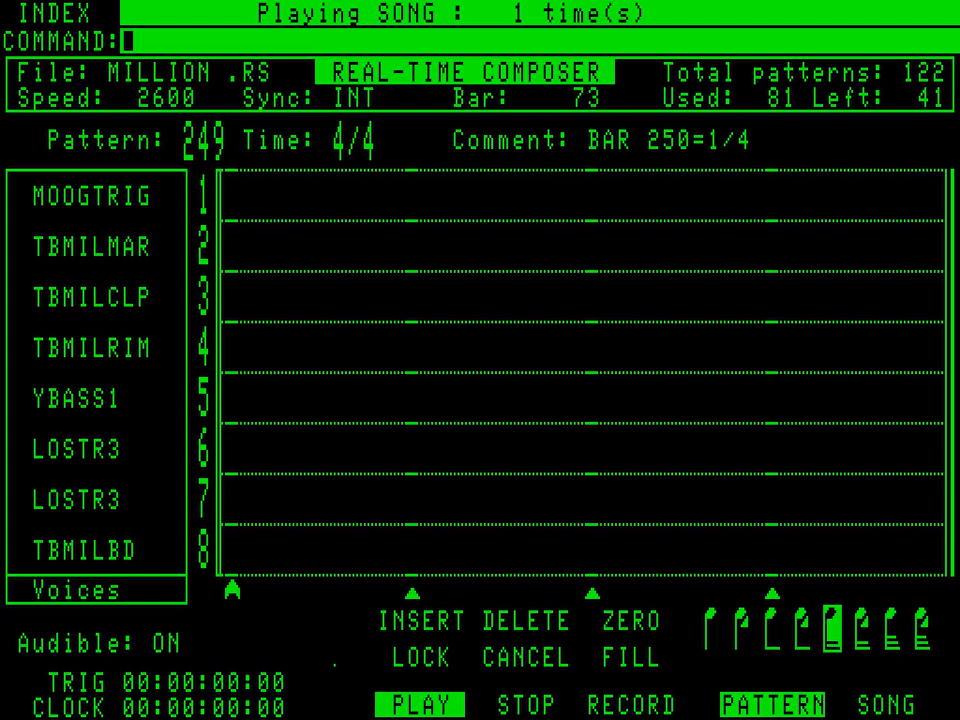 INDEX Playing SONG : 1 time(s)
COMMAND:
File: MILLION .RS REAL-TIME COMPOSER Total patterns: 122
Speed: 2600 Sync: INT Bar: 73 Used: 81 Left: 41
Pattern: 249 Time: 4/4 Comment: BAR 250=1/4
MOOGTRIG 1
TBMILMAR 2
TBMILCLP 3
TBMILRIM 4
YBASS1 5
LOSTR3 6
LOSTR3 7
TBMILBD 8
Voices
INSERT DELETE ZERO
Audible: ON
. LOCK CANCEL FILL
TRIG 00:00:00:00
CLOCK 00:00:00:00 PLAY STOP RECORD PATTERN SONG